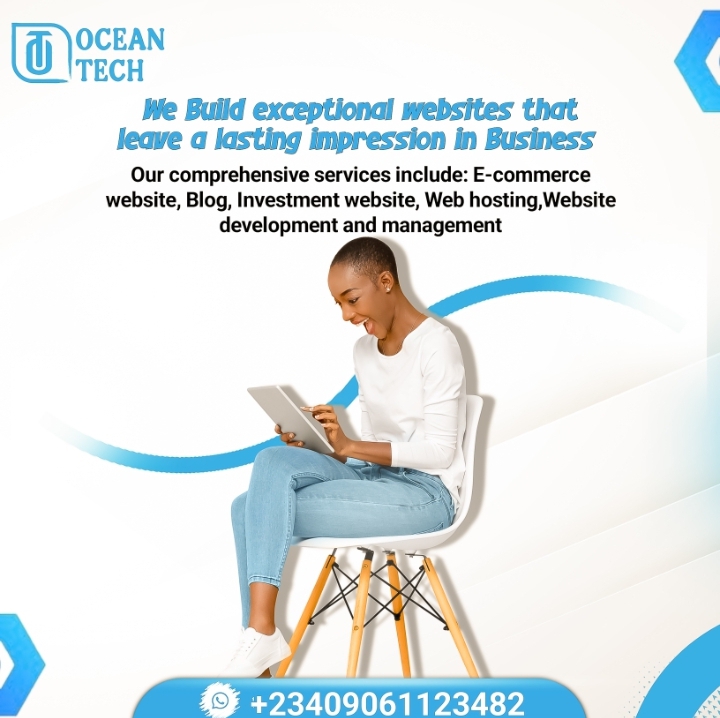 OCEAN
TECH
We Build exceptional websites that
leave a lasting impression in Business
Our comprehensive services include: E-commerce
website, Blog, Investment website, Web hosting,Website
development and management
+23409061123482